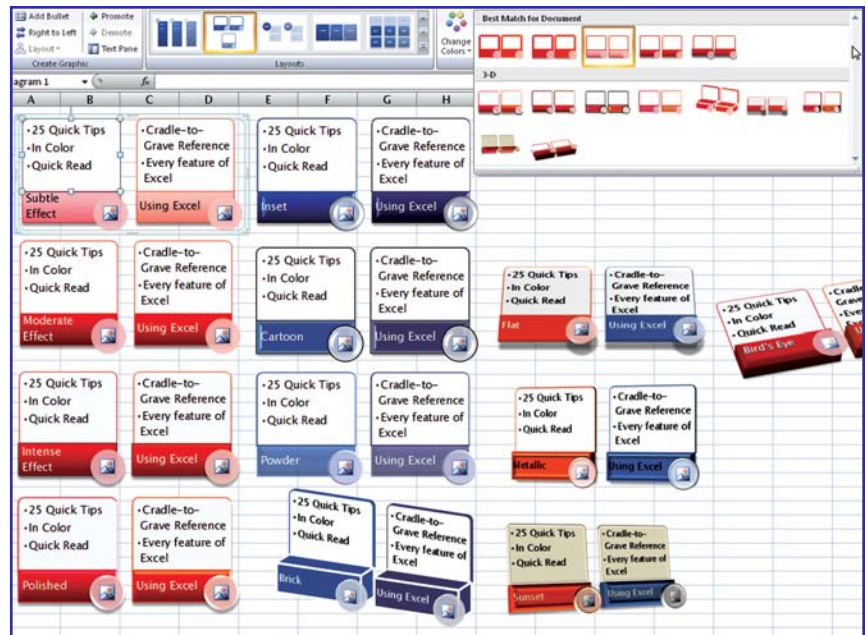 Add Bullet
Promote
Right to Left
Demote
Layout
Text Pane
Create Graphic
Layouts
Change
Colors
Best Match for Document
3-D
agram 1
fx
A B C D E F G H
•25 Quick Tips
•In Color
•Quick Read
Subtle
Effect
•Cradle-to-
Grave Reference
•Every feature of
Excel
Using Excel
•25 Quick Tips
•In Color
•Quick Read
Inset
•Cradle-to-
Grave Reference
•Every feature of
Excel
Using Excel
•25 Quick Tips
•In Color
•Quick Read
Moderate
Effect
•Cradle-to-
Grave Reference
•Every feature of
Excel
Using Excel
•25 Quick Tips
•In Color
•Quick Read
Cartoon
•Cradle-to-
Grave Reference
•Every feature of
Excel
Using Excel
•25 Quick Tips
•In Color
•Quick Read
Flat
•Cradle-to-
Grave Reference
•Every feature of
Excel
Using Excel
•25 Quick Tips
•In Color
•Quick Read
Bird's Eye
•25 Quick Tips
•In Color
•Quick Read
Intense
Effect
•Cradle-to-
Grave Reference
•Every feature of
Excel
Using Excel
•25 Quick Tips
•In Color
•Quick Read
Powder
•Cradle-to-
Grave Reference
•Every feature of
Excel
Using Excel
•25 Quick Tips
•In Color
•Quick Read
Metallic
•Cradle-to-
Grave Reference
•Every feature of
Excel
Using Excel
•25 Quick Tips
•In Color
•Quick Read
Polished
•Cradle-to-
Grave Reference
•Every feature of
Excel
Using Excel
•25 Quick Tips
•In Color
•Quick Read
Brick
•Cradle-to-
Grave Reference
•Every feature of
Excel
Using Excel
•25 Quick Tips
•In Color
•Quick Read
Sunset
•Cradle-to-
Grave Reference
•Every feature of
Excel
Using Excel